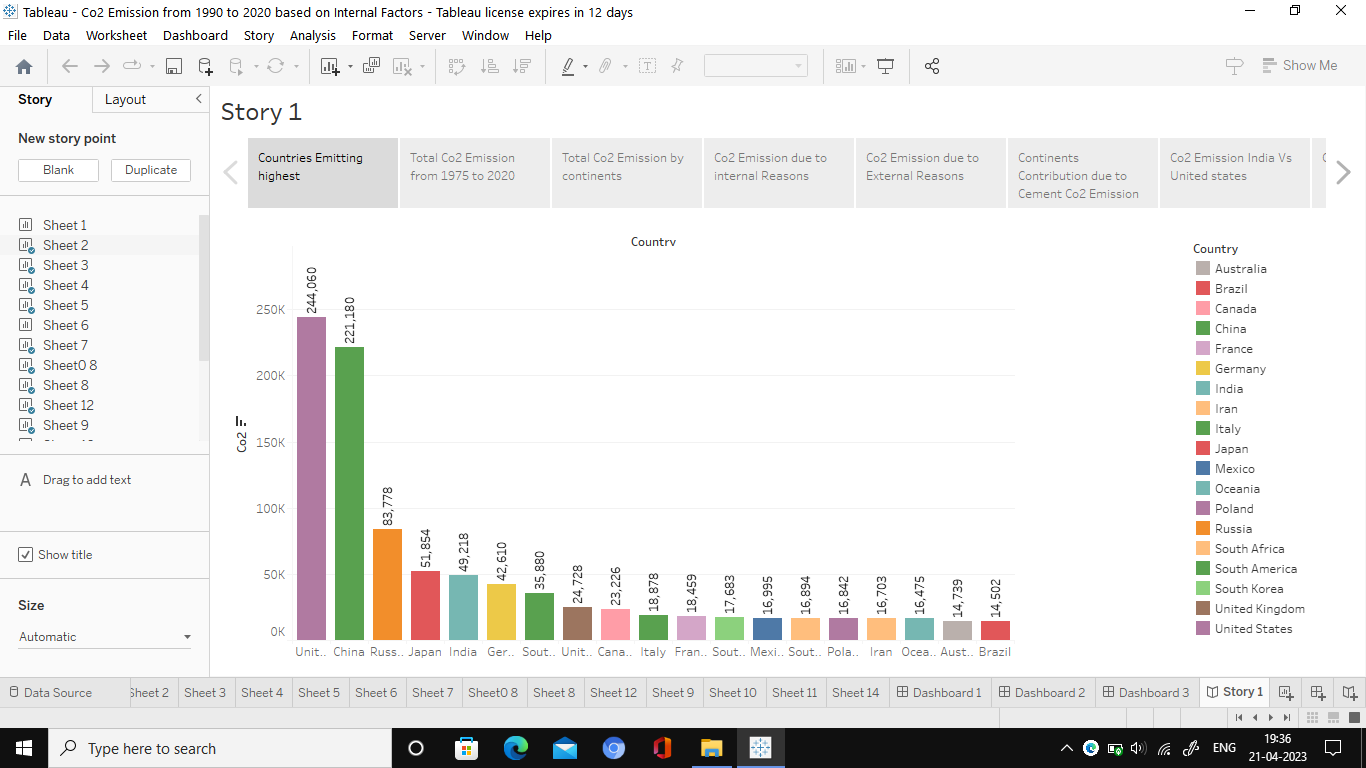 Tableau - Co2 Emission from 1990 to 2020 based on Internal Factors - Tableau license expires in 12 days
File Data Worksheet Dashboard Story Analysis Format Server Window Help
Show Me
Story Layout
New story point
Blank Duplicate
Sheet 1
Sheet 2
Sheet 3
Sheet 4
Sheet 5
Sheet 6
Sheet 7
Sheet0 8
Sheet 8
Sheet 12
Sheet 9
A Drag to add text
Show title
Size
Automatic
Story 1
Countries Emitting
highest
Total Co2 Emission
from 1975 to 2020
Total Co2 Emission by
continents
Co2 Emission due to
internal Reasons
Co2 Emission due to
External Reasons
Continents
Contribution due to
Cement Co2 Emission
Co2 Emission India Vs
United states
Country
Co2
250K
200K
150K
100K
50K
0K
244,060
221,180
83,778
51,854
49,218
42,610
35,880
24,728
23,226
18,878
18,459
17,683
16,995
16,894
16,842
16,703
16,475
14,739
14,502
Unit.. China Russ.. Japan India Ger.. Sout.. Unit.. Cana.. Italy Fran.. Sout.. Mexi.. Sout.. Pola.. Iran Ocea.. Aust.. Brazil
Country
Australia
Brazil
Canada
China
France
Germany
India
Iran
Italy
Japan
Mexico
Oceania
Poland
Russia
South Africa
South America
South Korea
United Kingdom
United States
Data Source Sheet 2 Sheet 3 Sheet 4 Sheet 5 Sheet 6 Sheet 7 Sheet0 8 Sheet 8 Sheet 12 Sheet 9 Sheet 10 Sheet 11 Sheet 14 Dashboard 1 Dashboard 2 Dashboard 3 Story 1
Type here to search
ENG
19:36
21-04-2023